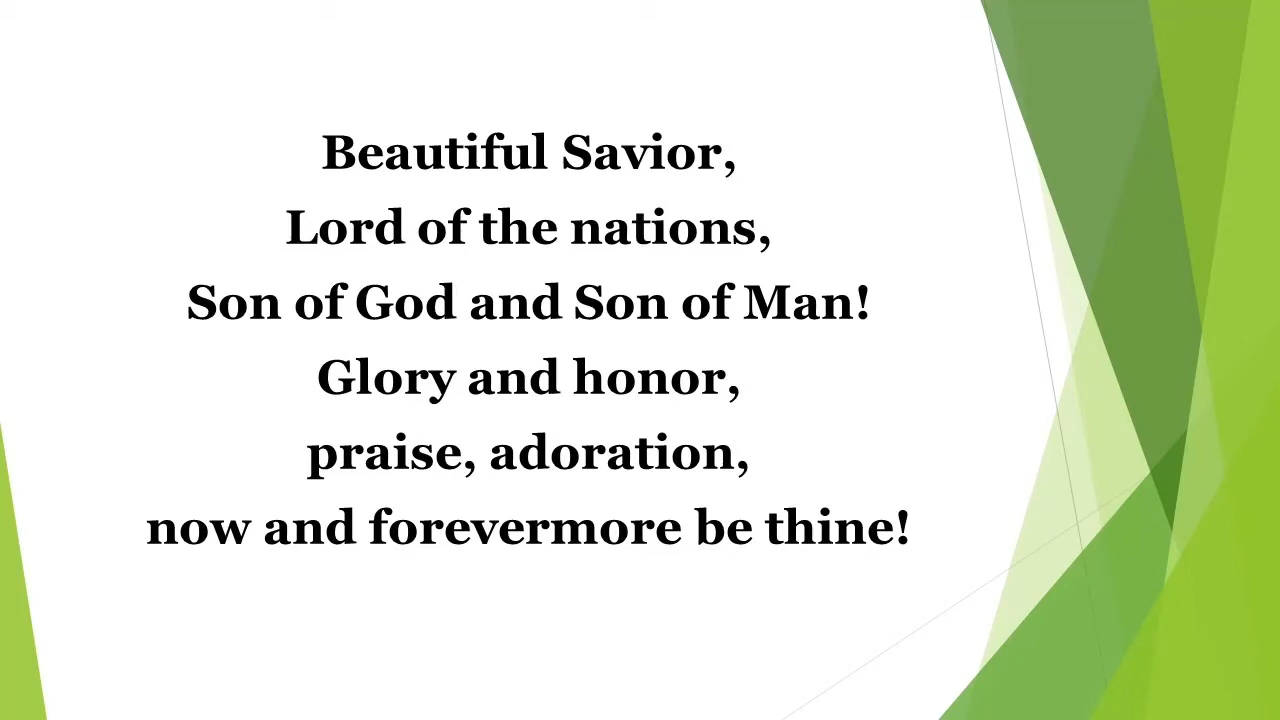 Beautiful Savior,
Lord of the nations,
Son of God and Son of Man!
Glory and honor,
praise, adoration,
now and forevermore be thine!